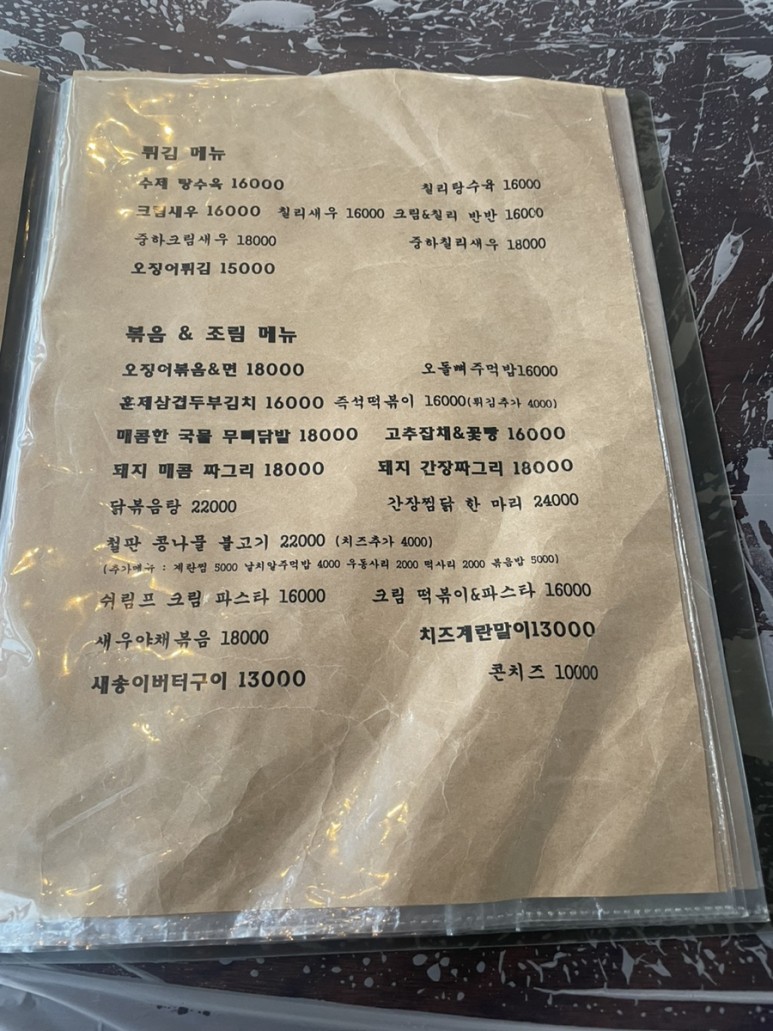 튀김 메뉴
수제 탕수육 16000 칠리탕수육 16000
크림새우 16000 칠리새우 16000 크림&칠리 반반 16000
중하크림새우 18000 중하칠리새우 18000
오징어튀김 15000
볶음 & 조림 메뉴
오징어볶음&면 18000 오돌뼈주먹밥16000
훈제삼겹두부김치 16000 즉석떡볶이 16000(튀김추가 4000)
매콤한 국물 무뼈닭발 18000 고추잡채&꽃빵 16000
돼지 매콤 짜그리 18000 돼지 간장짜그리 18000
닭볶음탕 22000 간장찜닭 한 마리 24000
철판 콩나물 불고기 22000 (치즈추가 4000)
(추가메뉴 : 계란찜 5000 날치알주먹밥 4000 우동사리 2000 떡사리 2000 볶음밥 5000)
쉬림프 크림 파스타 16000 크림 떡볶이&파스타 16000
새우야채볶음 18000 치즈계란말이13000
새송이버터구이 13000 콘치즈 10000